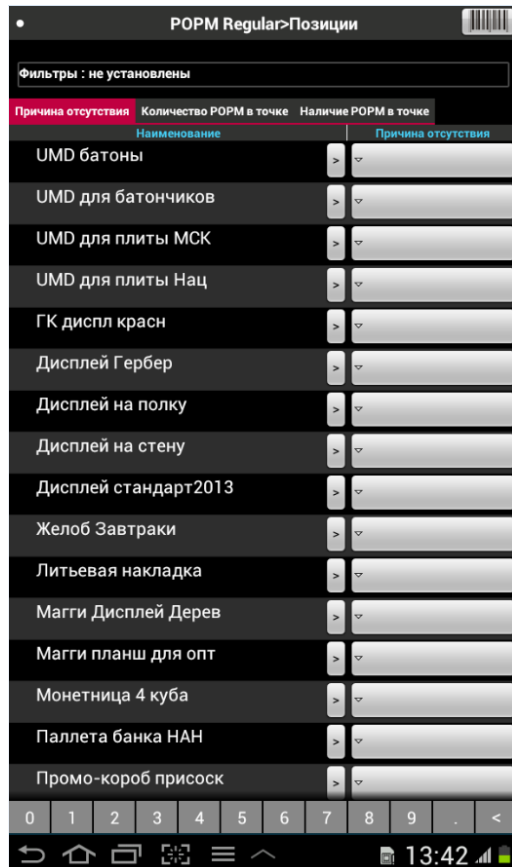 POPM Regular>Позиции
Фильтры : не установлены
Причина отсутствия Количество POPM в точке Наличие POPM в точке
Наименование Причина отсутствия
UMD батоны >
UMD для батончиков >
UMD для плиты МСК >
UMD для плиты Нац >
ГК диспл красн >
Дисплей Гербер >
Дисплей на полку >
Дисплей на стену >
Дисплей стандарт2013 >
Желоб Завтраки >
Литьевая накладка >
Магги Дисплей Дерев >
Магги планш для опт >
Монетница 4 куба >
Паллета банка НАН >
Промо-короб присоск >
0 1 2 3 4 5 6 7 8 9 . <
13:42